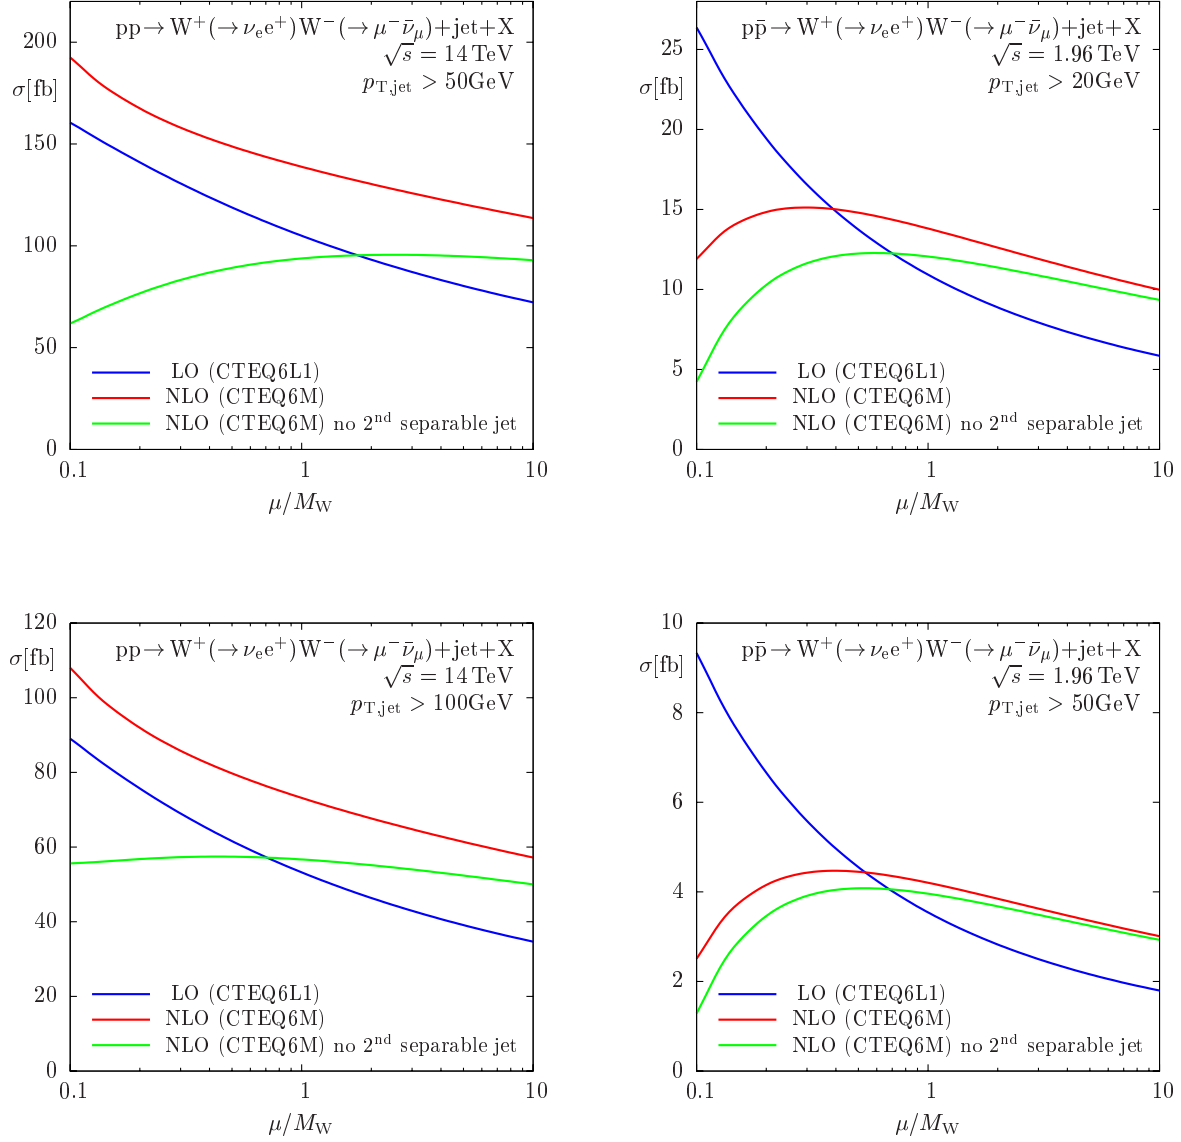 pp → W⁺(→ νₑe⁺)W⁻(→ μ⁻ν̄_μ)+jet+X
√s = 14 TeV
p_T,jet > 50GeV
σ[fb]
200
150
100
50
0
LO (CTEQ6L1)
NLO (CTEQ6M)
NLO (CTEQ6M) no 2nd separable jet
0.1 1 10
μ/M_W
pp̄ → W⁺(→ νₑe⁺)W⁻(→ μ⁻ν̄_μ)+jet+X
√s = 1.96 TeV
p_T,jet > 20GeV
σ[fb]
25
20
15
10
5
0
LO (CTEQ6L1)
NLO (CTEQ6M)
NLO (CTEQ6M) no 2nd separable jet
0.1 1 10
μ/M_W
pp → W⁺(→ νₑe⁺)W⁻(→ μ⁻ν̄_μ)+jet+X
√s = 14 TeV
p_T,jet > 100GeV
σ[fb]
120
100
80
60
40
20
0
LO (CTEQ6L1)
NLO (CTEQ6M)
NLO (CTEQ6M) no 2nd separable jet
0.1 1 10
μ/M_W
pp̄ → W⁺(→ νₑe⁺)W⁻(→ μ⁻ν̄_μ)+jet+X
√s = 1.96 TeV
p_T,jet > 50GeV
σ[fb]
10
8
6
4
2
0
LO (CTEQ6L1)
NLO (CTEQ6M)
NLO (CTEQ6M) no 2nd separable jet
0.1 1 10
μ/M_W